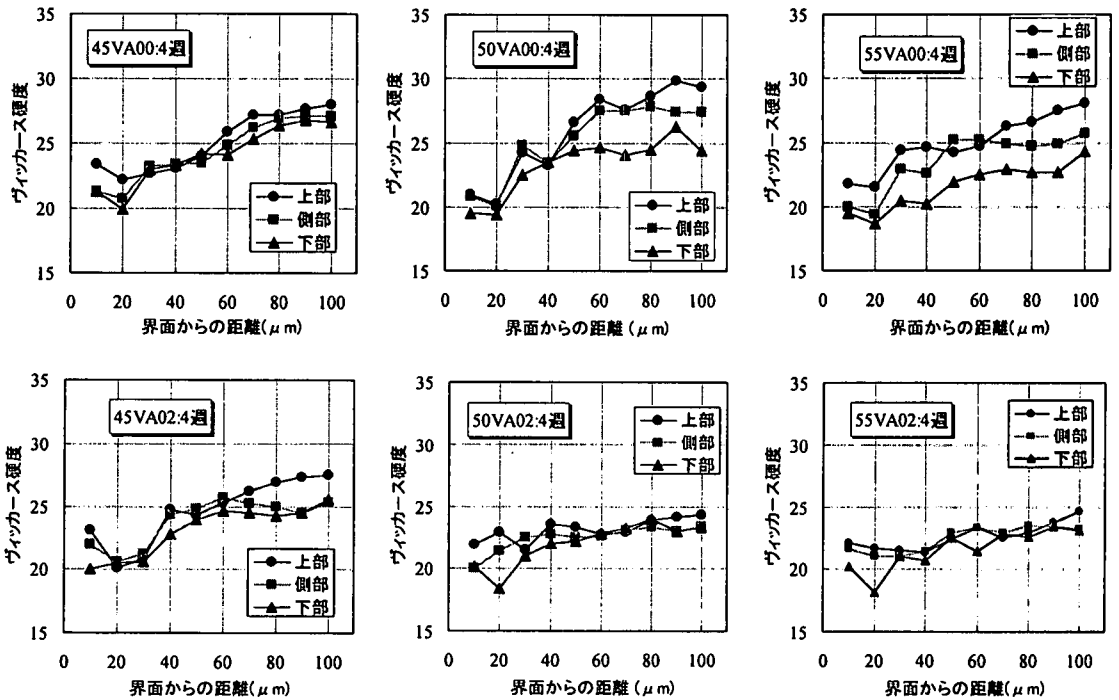 35
30
25
20
15
ヴィッカース硬度
45VA00:4週
上部
側部
下部
0 20 40 60 80 100
界面からの距離(μm)
35
30
25
20
15
ヴィッカース硬度
50VA00:4週
上部
側部
下部
0 20 40 60 80 100
界面からの距離(μm)
35
30
25
20
15
ヴィッカース硬度
55VA00:4週
上部
側部
下部
0 20 40 60 80 100
界面からの距離(μm)
35
30
25
20
15
ヴィッカース硬度
45VA02:4週
上部
側部
下部
0 20 40 60 80 100
界面からの距離(μm)
35
30
25
20
15
ヴィッカース硬度
50VA02:4週
上部
側部
下部
0 20 40 60 80 100
界面からの距離(μm)
35
30
25
20
15
ヴィッカース硬度
55VA02:4週
上部
側部
下部
0 20 40 60 80 100
界面からの距離(μm)